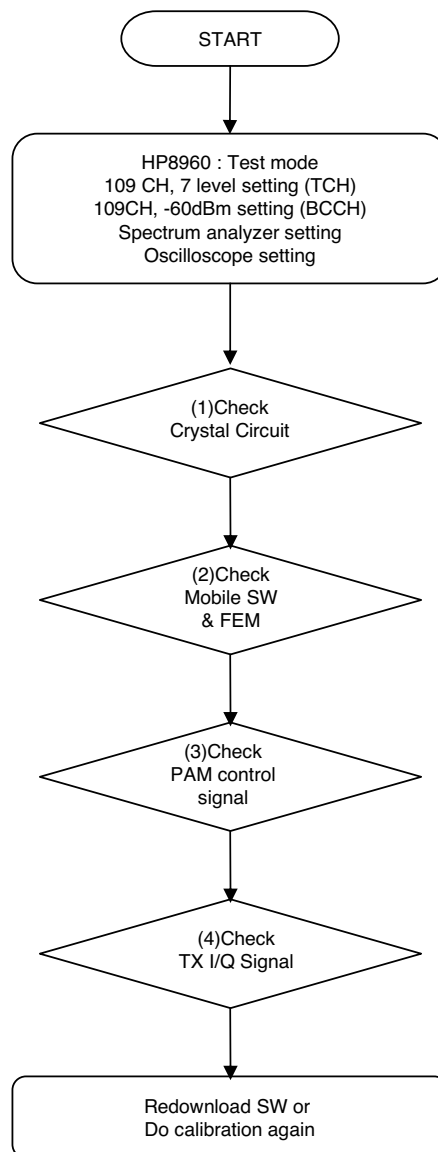 START
HP8960 : Test mode
109 CH, 7 level setting (TCH)
109CH, -60dBm setting (BCCH)
Spectrum analyzer setting
Oscilloscope setting
(1)Check
Crystal Circuit
(2)Check
Mobile SW
& FEM
(3)Check
PAM control
signal
(4)Check
TX I/Q Signal
Redownload SW or
Do calibration again